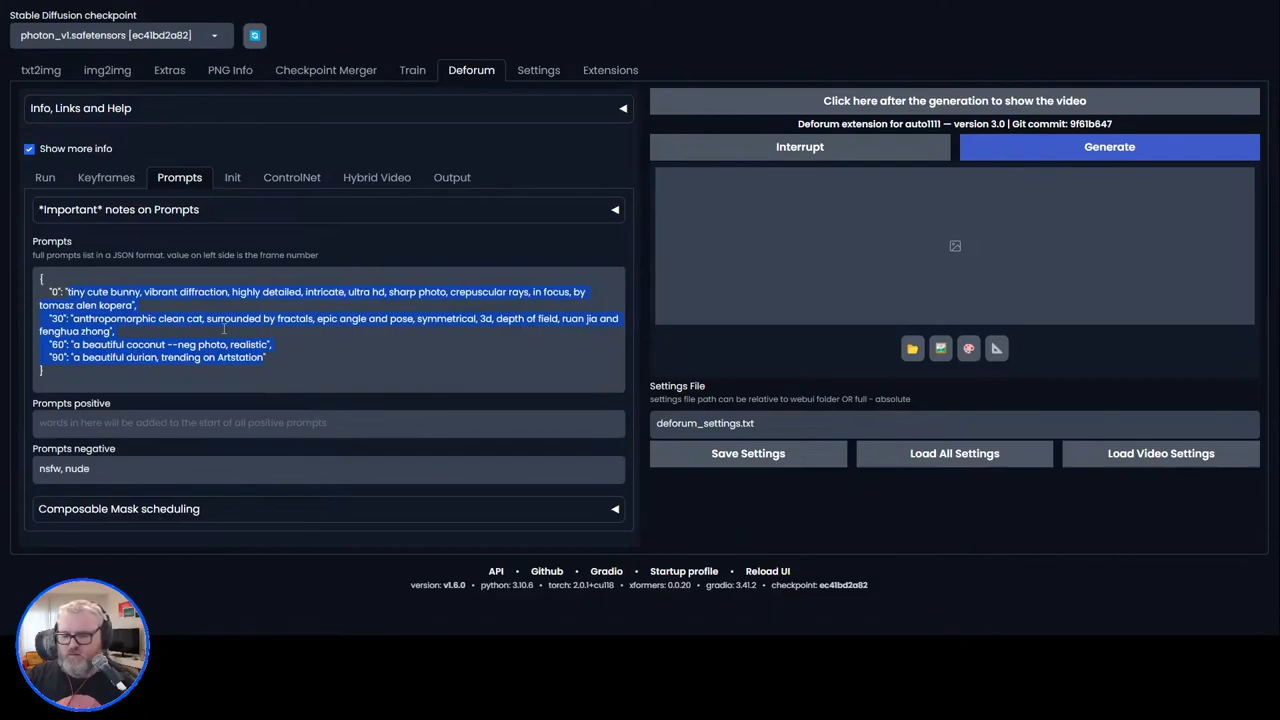 Stable Diffusion checkpoint
photon_v1.safetensors [ec41bd2a82]
txt2img img2img Extras PNG Info Checkpoint Merger Train Deforum Settings Extensions
Info, Links and Help
Show more info
Run Keyframes Prompts Init ControlNet Hybrid Video Output
*Important* notes on Prompts
Prompts
full prompts list in a JSON format. value on left side is the frame number
{
"0": "tiny cute bunny, vibrant diffraction, highly detailed, intricate, ultra hd, sharp photo, crepuscular rays, in focus, by
tomasz alen kopera",
"30": "anthropomorphic clean cat, surrounded by fractals, epic angle and pose, symmetrical, 3d, depth of field, ruan jia and
fenghua zhong",
"60": "a beautiful coconut --neg photo, realistic",
"90": "a beautiful durian, trending on Artstation"
}
Prompts positive
words in here will be added to the start of all positive prompts
Prompts negative
nsfw, nude
Composable Mask scheduling
Click here after the generation to show the video
Deforum extension for auto1111 — version 3.0 | Git commit: 9f61b647
Interrupt Generate
Settings File
settings file path can be relative to webui folder OR full - absolute
deforum_settings.txt
Save Settings Load All Settings Load Video Settings
API • Github • Gradio • Startup profile • Reload UI
version: v1.6.0 • python: 3.10.6 • torch: 2.0.1+cu118 • xformers: 0.0.20 • gradio: 3.41.2 • checkpoint: ec41bd2a82